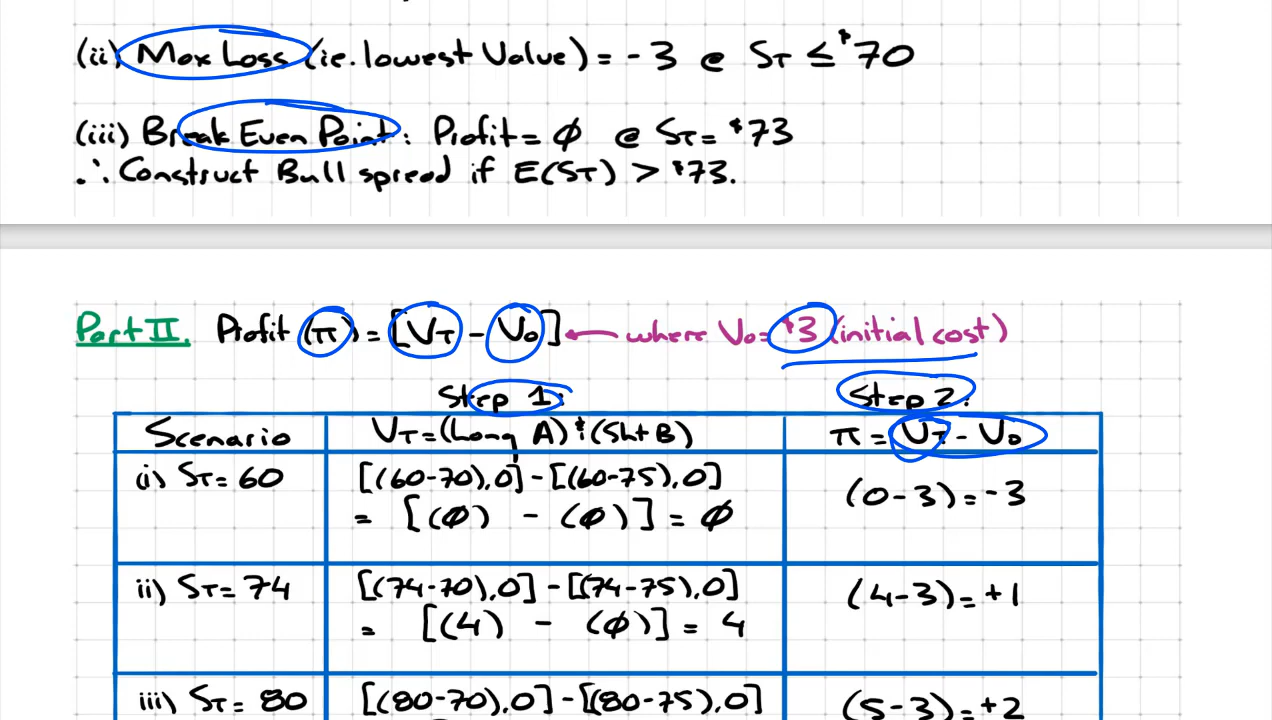 (ii) Max Loss (ie. lowest Value) = -3 @ ST ≤ $70
(iii) Break Even Point: Profit = ø @ ST = $73
∴ Construct Bull spread if E(ST) > $73.
Part II. Profit (π) = [VT - V0] ← where V0 = $3 (initial cost)
Step 1: Step 2:
Scenario VT = (Long A) & (Sht B) π = VT - V0
(i) ST = 60 [(60-70),0] - [(60-75),0] (0-3) = -3
= [(ø) - (ø)] = ø
ii) ST = 74 [(74-70),0] - [(74-75),0] (4-3) = +1
= [(4) - (ø)] = 4
iii) ST = 80 [(80-70),0] - [(80-75),0] (5-3) = +2